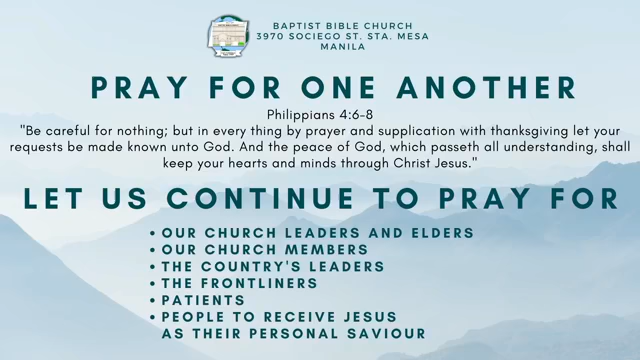 BAPTIST BIBLE CHURCH
3970 SOCIEGO ST. STA. MESA
MANILA
PRAY FOR ONE ANOTHER
Philippians 4:6-8
"Be careful for nothing; but in every thing by prayer and supplication with thanksgiving let your
requests be made known unto God. And the peace of God, which passeth all understanding, shall
keep your hearts and minds through Christ Jesus."
LET US CONTINUE TO PRAY FOR
• OUR CHURCH LEADERS AND ELDERS
• OUR CHURCH MEMBERS
• THE COUNTRY'S LEADERS
• THE FRONTLINERS
• PATIENTS
• PEOPLE TO RECEIVE JESUS
AS THEIR PERSONAL SAVIOUR